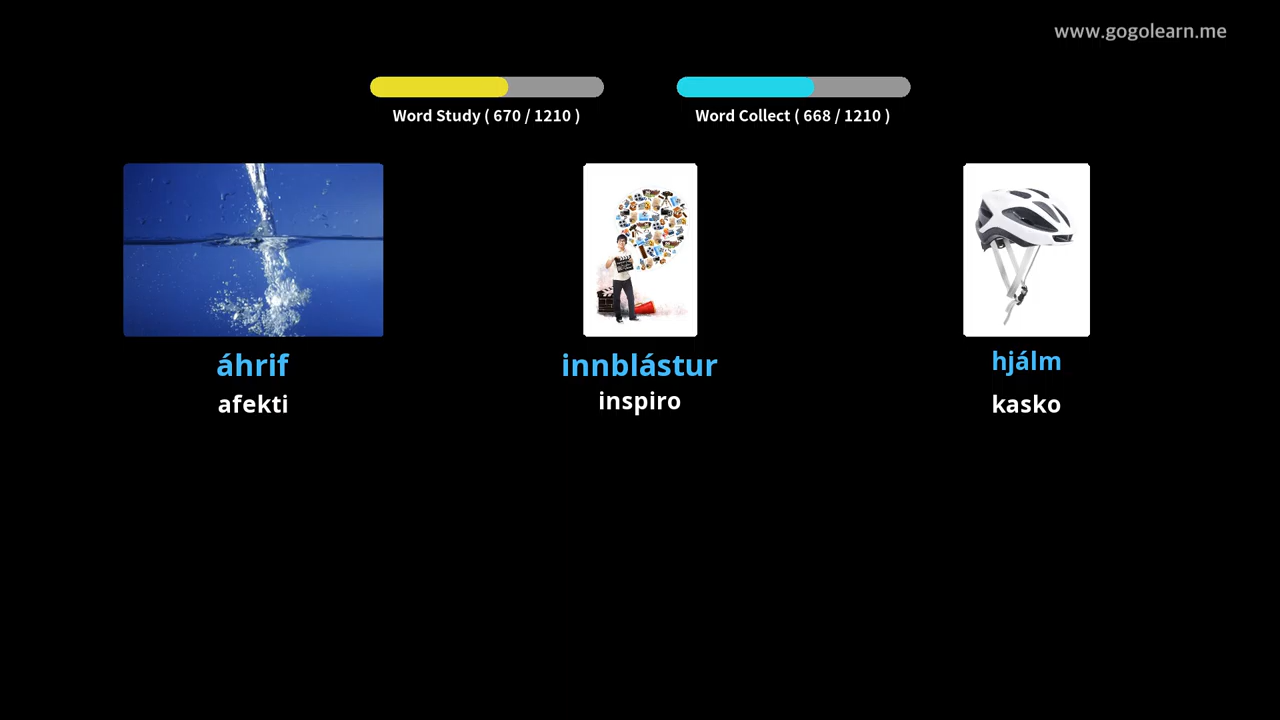 www.gogolearn.me
Word Study ( 670 / 1210 )
Word Collect ( 668 / 1210 )
áhrif
afekti
innblástur
inspiro
hjálm
kasko